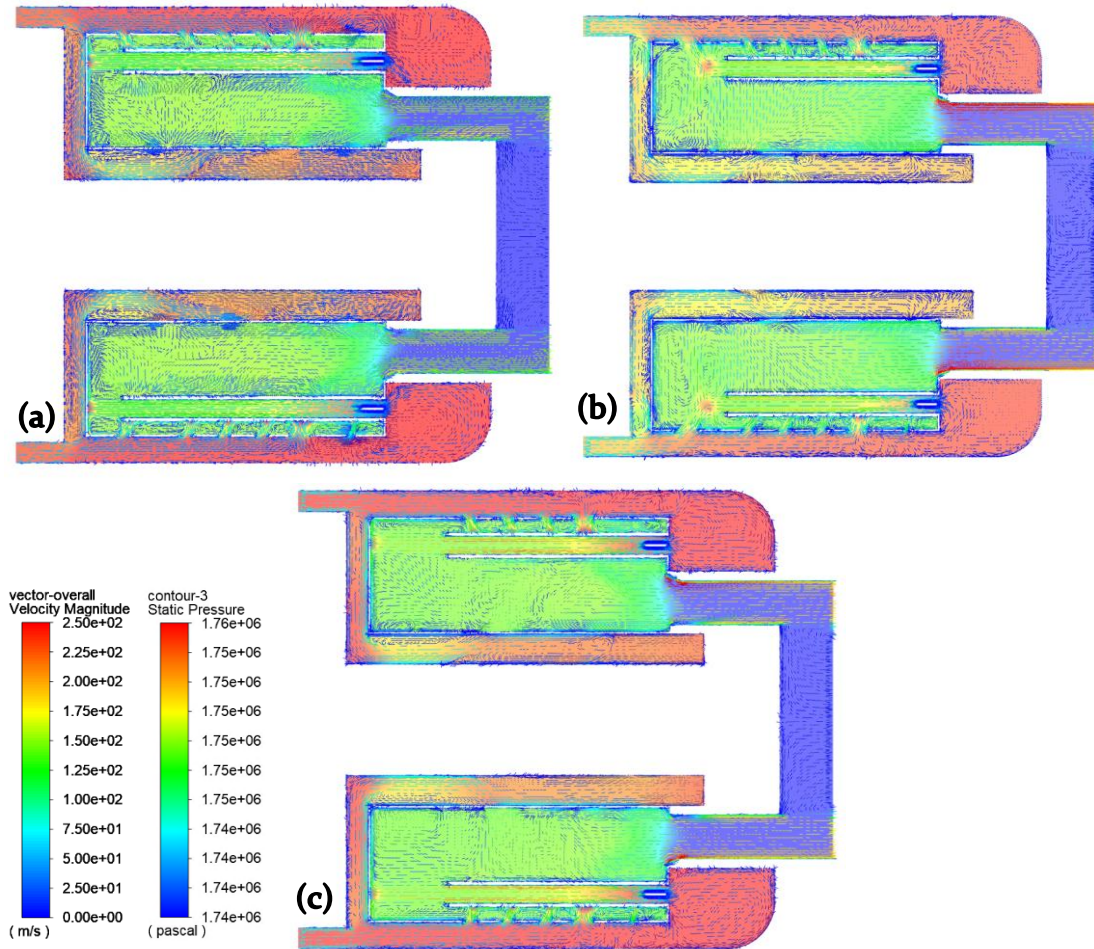 (a)
(b)
(c)
vector-overall
Velocity Magnitude
2.50e+02
2.25e+02
2.00e+02
1.75e+02
1.50e+02
1.25e+02
1.00e+02
7.50e+01
5.00e+01
2.50e+01
0.00e+00
( m/s )
contour-3
Static Pressure
1.76e+06
1.75e+06
1.75e+06
1.75e+06
1.75e+06
1.75e+06
1.75e+06
1.74e+06
1.74e+06
1.74e+06
1.74e+06
( pascal )